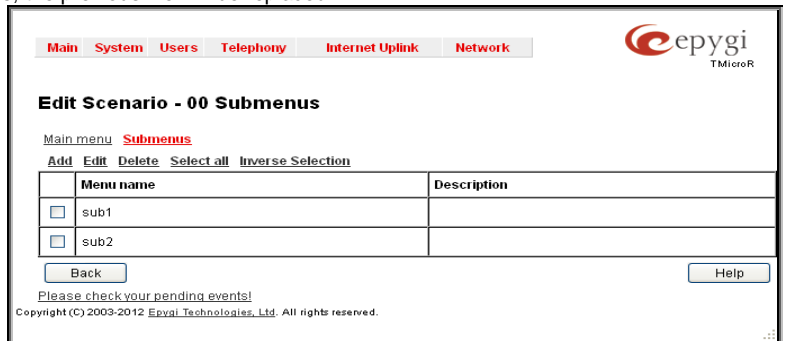 Main System Users Telephony Internet Uplink Network
epygi
TMicroR
Edit Scenario - 00 Submenus
Main menu Submenus
Add Edit Delete Select all Inverse Selection
Menu name Description
sub1
sub2
Back Help
Please check your pending events!
Copyright (C) 2003-2012 Epygi Technologies, Ltd. All rights reserved.